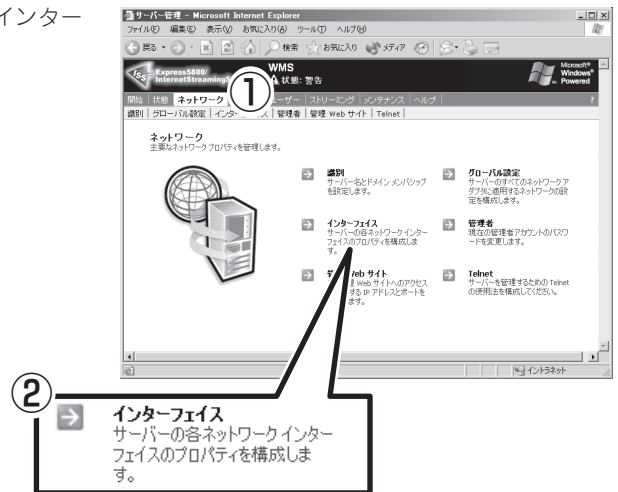 インター
サーバー管理 - Microsoft Internet Explorer
ファイル(F) 編集(E) 表示(V) お気に入り(A) ツール(T) ヘルプ(H)
戻る 検索 お気に入り メディア
Express5800/
InternetStreamingS
WMS
状態: 警告
Microsoft®
Windows®
Powered
開始 状態 ネットワーク ユーザー ストリーミング メンテナンス ヘルプ ?
①
識別 グローバル設定 管理者 管理 Web サイト Telnet
ネットワーク
主要なネットワーク プロパティを管理します。
識別
サーバー名とドメイン メンバシップ
を設定します。
グローバル設定
サーバーのすべてのネットワークア
ダプタに適用するネットワークの設
定を構成します。
インターフェイス
サーバーの各ネットワーク インター
フェイスのプロパティを構成しま
す。
管理者
現在の管理者アカウントのパスワ
ードを変更します。
Web サイト
Web サイトへのアクセス
する IP アドレスとポートを
ます。
Telnet
サーバーを管理するための Telnet
の使用法を構成してください。
イントラネット
②
インターフェイス
サーバーの各ネットワーク インター
フェイスのプロパティを構成しま
す。